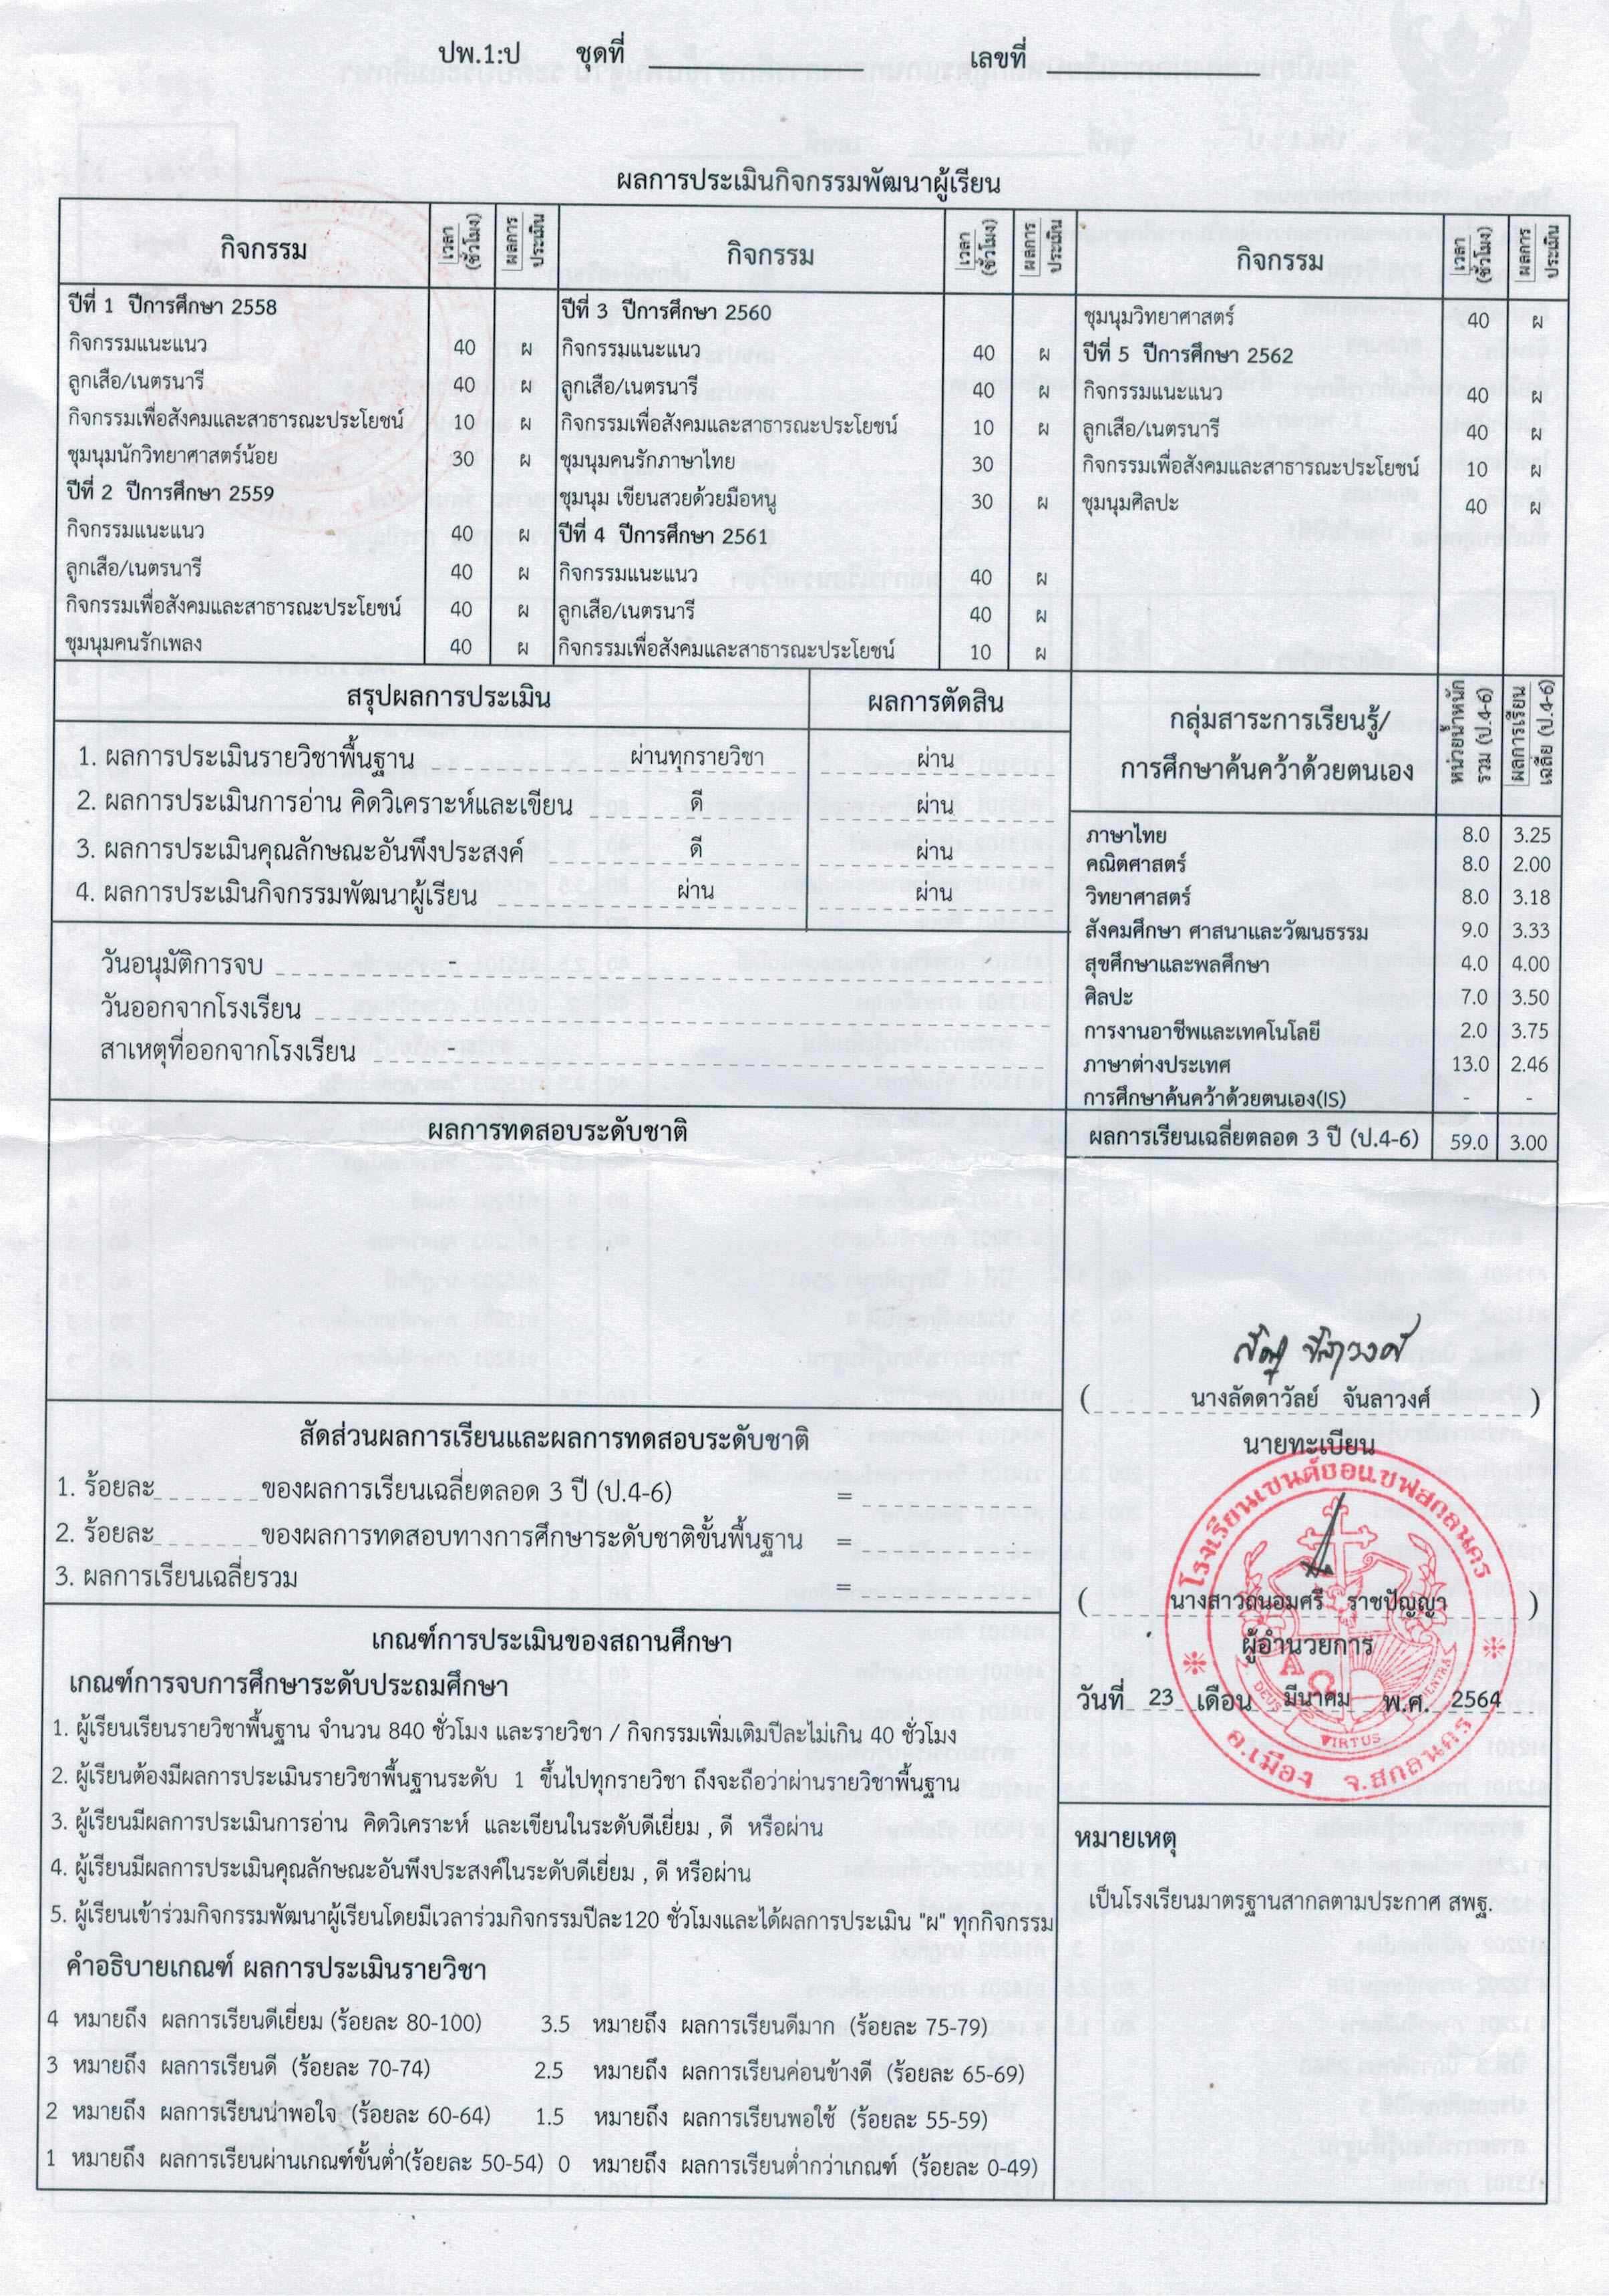 ปพ.1:ป ชุดที่ เลขที่
ผลการประเมินกิจกรรมพัฒนาผู้เรียน
กิจกรรม เวลา (ชั่วโมง) ผลการประเมิน กิจกรรม เวลา (ชั่วโมง) ผลการประเมิน กิจกรรม เวลา (ชั่วโมง) ผลการประเมิน
ปีที่ 1 ปีการศึกษา 2558
กิจกรรมแนะแนว 40 ผ
ลูกเสือ/เนตรนารี 40 ผ
กิจกรรมเพื่อสังคมและสาธารณะประโยชน์ 10 ผ
ชุมนุมนักวิทยาศาสตร์น้อย 30 ผ
ปีที่ 2 ปีการศึกษา 2559
กิจกรรมแนะแนว 40 ผ
ลูกเสือ/เนตรนารี 40 ผ
กิจกรรมเพื่อสังคมและสาธารณะประโยชน์ 40 ผ
ชุมนุมคนรักเพลง 40 ผ
ปีที่ 3 ปีการศึกษา 2560
กิจกรรมแนะแนว 40 ผ
ลูกเสือ/เนตรนารี 40 ผ
กิจกรรมเพื่อสังคมและสาธารณะประโยชน์ 10 ผ
ชุมนุมคนรักภาษาไทย 30
ชุมนุม เขียนสวยด้วยมือหนู 30 ผ
ปีที่ 4 ปีการศึกษา 2561
กิจกรรมแนะแนว 40 ผ
ลูกเสือ/เนตรนารี 40 ผ
กิจกรรมเพื่อสังคมและสาธารณะประโยชน์ 10 ผ
ชุมนุมวิทยาศาสตร์ 40 ผ
ปีที่ 5 ปีการศึกษา 2562
กิจกรรมแนะแนว 40 ผ
ลูกเสือ/เนตรนารี 40 ผ
กิจกรรมเพื่อสังคมและสาธารณะประโยชน์ 10 ผ
ชุมนุมศิลปะ 40 ผ
สรุปผลการประเมิน ผลการตัดสิน
1. ผลการประเมินรายวิชาพื้นฐาน ผ่านทุกรายวิชา ผ่าน
2. ผลการประเมินการอ่าน คิดวิเคราะห์และเขียน ดี ผ่าน
3. ผลการประเมินคุณลักษณะอันพึงประสงค์ ดี ผ่าน
4. ผลการประเมินกิจกรรมพัฒนาผู้เรียน ผ่าน ผ่าน
วันอนุมัติการจบ -
วันออกจากโรงเรียน
สาเหตุที่ออกจากโรงเรียน -
กลุ่มสาระการเรียนรู้/
การศึกษาค้นคว้าด้วยตนเอง
หน่วยน้ำหนัก รวม (ป.4-6) ผลการเรียน เฉลี่ย (ป.4-6)
ภาษาไทย 8.0 3.25
คณิตศาสตร์ 8.0 2.00
วิทยาศาสตร์ 8.0 3.18
สังคมศึกษา ศาสนาและวัฒนธรรม 9.0 3.33
สุขศึกษาและพลศึกษา 4.0 4.00
ศิลปะ 7.0 3.50
การงานอาชีพและเทคโนโลยี 2.0 3.75
ภาษาต่างประเทศ 13.0 2.46
การศึกษาค้นคว้าด้วยตนเอง(IS) - -
ผลการเรียนเฉลี่ยตลอด 3 ปี (ป.4-6) 59.0 3.00
ผลการทดสอบระดับชาติ
สัดส่วนผลการเรียนและผลการทดสอบระดับชาติ
1. ร้อยละ ของผลการเรียนเฉลี่ยตลอด 3 ปี (ป.4-6) =
2. ร้อยละ ของผลการทดสอบทางการศึกษาระดับชาติขั้นพื้นฐาน =
3. ผลการเรียนเฉลี่ยรวม =
(นางลัดดาวัลย์ จันลาวงศ์)
นายทะเบียน
โรงเรียนเซนต์ยอแซฟสกลนคร
(นางสาวถนอมศรี ราชปัญญา)
ผู้อำนวยการ
วันที่ 23 เดือน มีนาคม พ.ศ. 2564
VIRTUS
อ.เมือง จ.สกลนคร
เกณฑ์การประเมินของสถานศึกษา
เกณฑ์การจบการศึกษาระดับประถมศึกษา
1. ผู้เรียนเรียนรายวิชาพื้นฐาน จำนวน 840 ชั่วโมง และรายวิชา / กิจกรรมเพิ่มเติมปีละไม่เกิน 40 ชั่วโมง
2. ผู้เรียนต้องมีผลการประเมินรายวิชาพื้นฐานระดับ 1 ขึ้นไปทุกรายวิชา ถึงจะถือว่าผ่านรายวิชาพื้นฐาน
3. ผู้เรียนมีผลการประเมินการอ่าน คิดวิเคราะห์ และเขียนในระดับดีเยี่ยม , ดี หรือผ่าน
4. ผู้เรียนมีผลการประเมินคุณลักษณะอันพึงประสงค์ในระดับดีเยี่ยม , ดี หรือผ่าน
5. ผู้เรียนเข้าร่วมกิจกรรมพัฒนาผู้เรียนโดยมีเวลาร่วมกิจกรรมปีละ120 ชั่วโมงและได้ผลการประเมิน "ผ" ทุกกิจกรรม
คำอธิบายเกณฑ์ ผลการประเมินรายวิชา
4 หมายถึง ผลการเรียนดีเยี่ยม (ร้อยละ 80-100) 3.5 หมายถึง ผลการเรียนดีมาก (ร้อยละ 75-79)
3 หมายถึง ผลการเรียนดี (ร้อยละ 70-74) 2.5 หมายถึง ผลการเรียนค่อนข้างดี (ร้อยละ 65-69)
2 หมายถึง ผลการเรียนน่าพอใจ (ร้อยละ 60-64) 1.5 หมายถึง ผลการเรียนพอใช้ (ร้อยละ 55-59)
1 หมายถึง ผลการเรียนผ่านเกณฑ์ขั้นต่ำ(ร้อยละ 50-54) 0 หมายถึง ผลการเรียนต่ำกว่าเกณฑ์ (ร้อยละ 0-49)
หมายเหตุ
เป็นโรงเรียนมาตรฐานสากลตามประกาศ สพฐ.